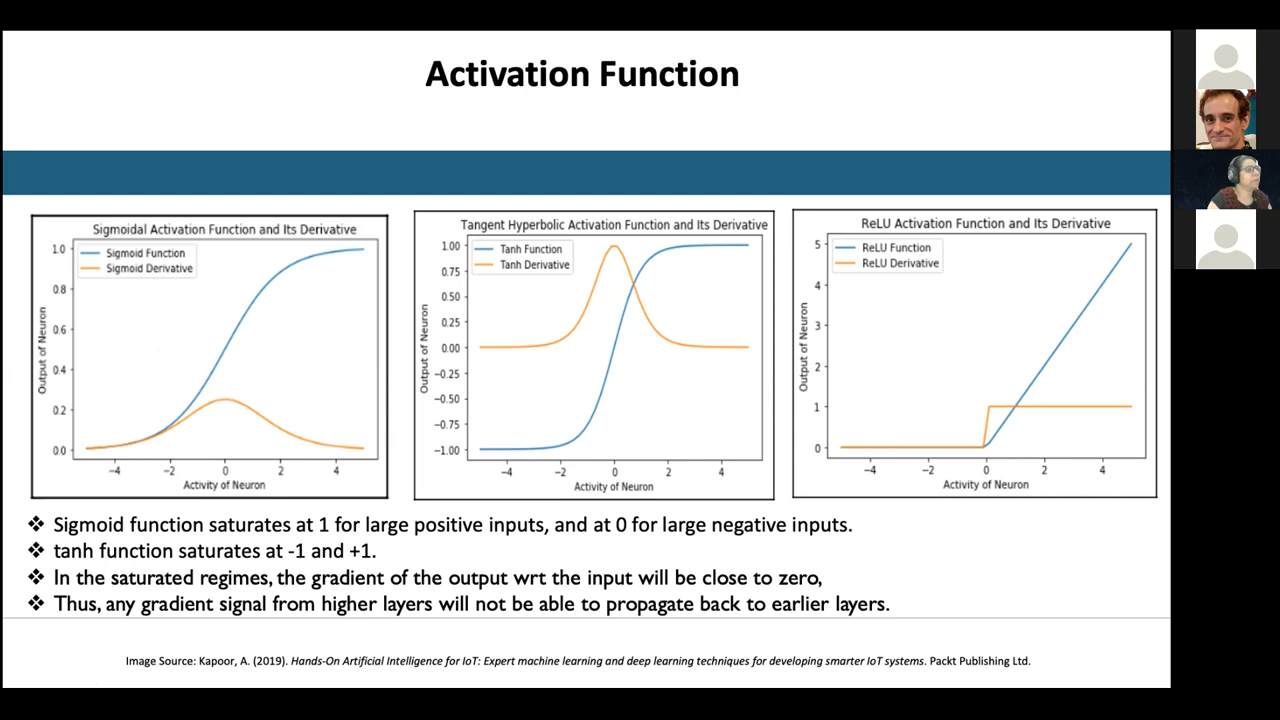 Activation Function
Sigmoidal Activation Function and Its Derivative
Sigmoid Function
Sigmoid Derivative
1.0
0.8
0.6
0.4
0.2
0.0
Output of Neuron
−4 −2 0 2 4
Activity of Neuron
Tangent Hyperbolic Activation Function and Its Derivative
Tanh Function
Tanh Derivative
1.00
0.75
0.50
0.25
0.00
−0.25
−0.50
−0.75
−1.00
Output of Neuron
−4 −2 0 2 4
Activity of Neuron
ReLU Activation Function and Its Derivative
ReLU Function
ReLU Derivative
5
4
3
2
1
0
Output of Neuron
−4 −2 0 2 4
Activity of Neuron
❖ Sigmoid function saturates at 1 for large positive inputs, and at 0 for large negative inputs.
❖ tanh function saturates at -1 and +1.
❖ In the saturated regimes, the gradient of the output wrt the input will be close to zero,
❖ Thus, any gradient signal from higher layers will not be able to propagate back to earlier layers.
Image Source: Kapoor, A. (2019). Hands-On Artificial Intelligence for IoT: Expert machine learning and deep learning techniques for developing smarter IoT systems. Packt Publishing Ltd.